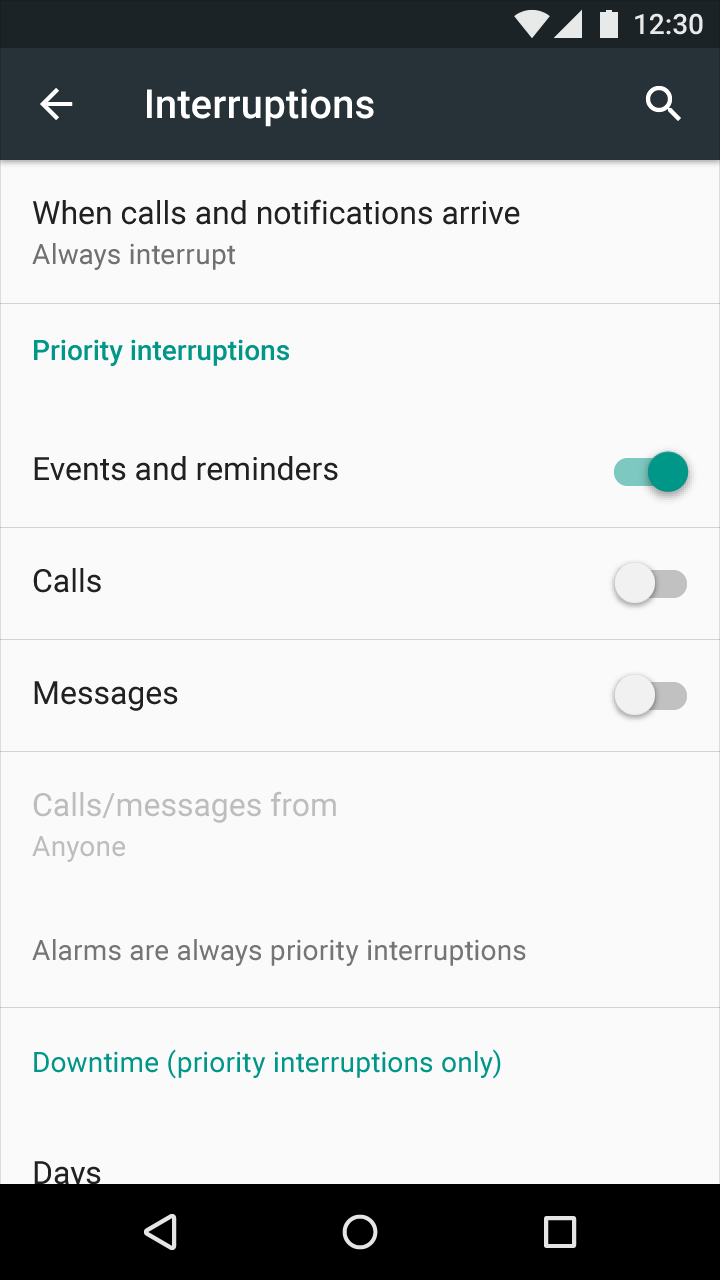 12:30
Interruptions
When calls and notifications arrive
Always interrupt
Priority interruptions
Events and reminders
Calls
Messages
Calls/messages from
Anyone
Alarms are always priority interruptions
Downtime (priority interruptions only)
Days